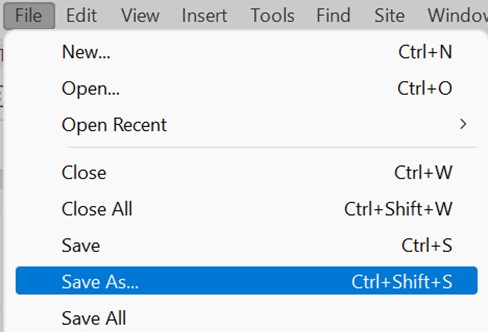 File Edit View Insert Tools Find Site
New... Ctrl+N
Open... Ctrl+O
Open Recent
Close Ctrl+W
Close All Ctrl+Shift+W
Save Ctrl+S
Save As... Ctrl+Shift+S
Save All